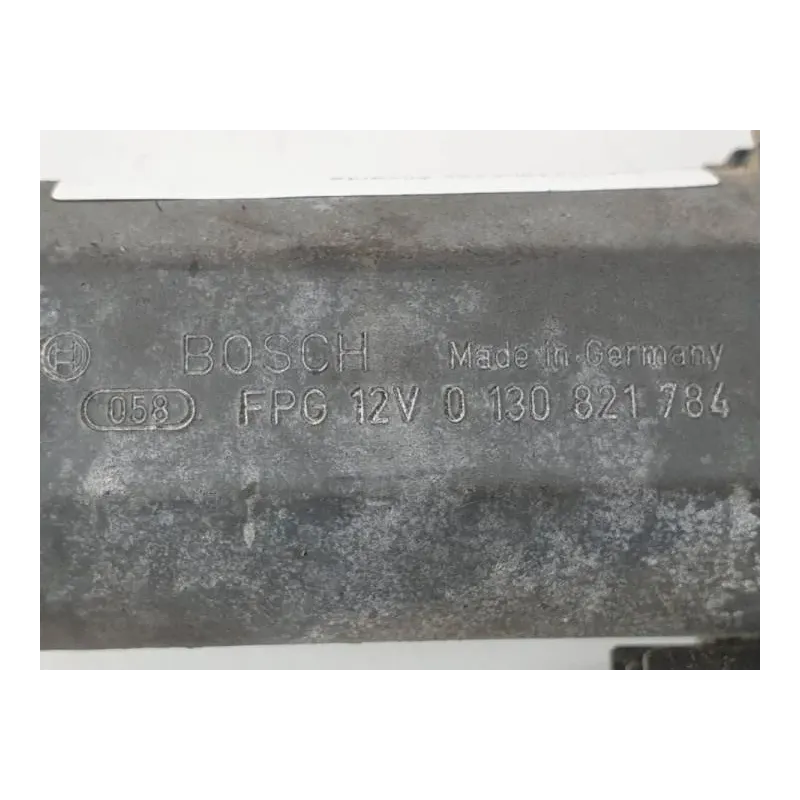 BOSCH Made in Germany
058 FPG 12V 0 130 821 784